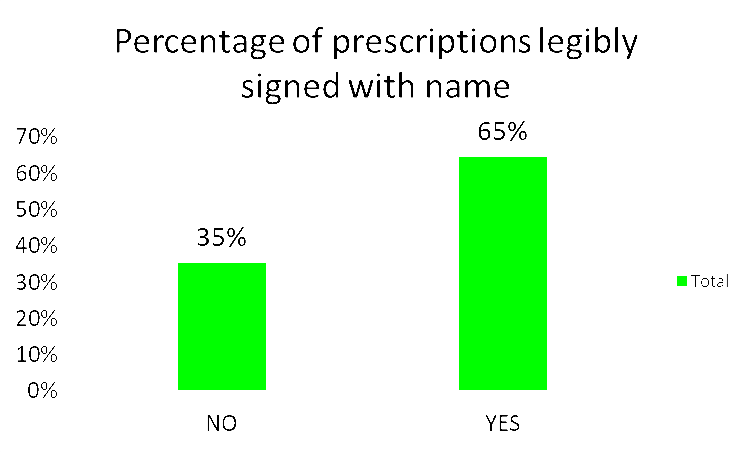 Percentage of prescriptions legibly
signed with name
70%
60%
50%
40%
30%
20%
10%
0%
35%
65%
NO
YES
Total